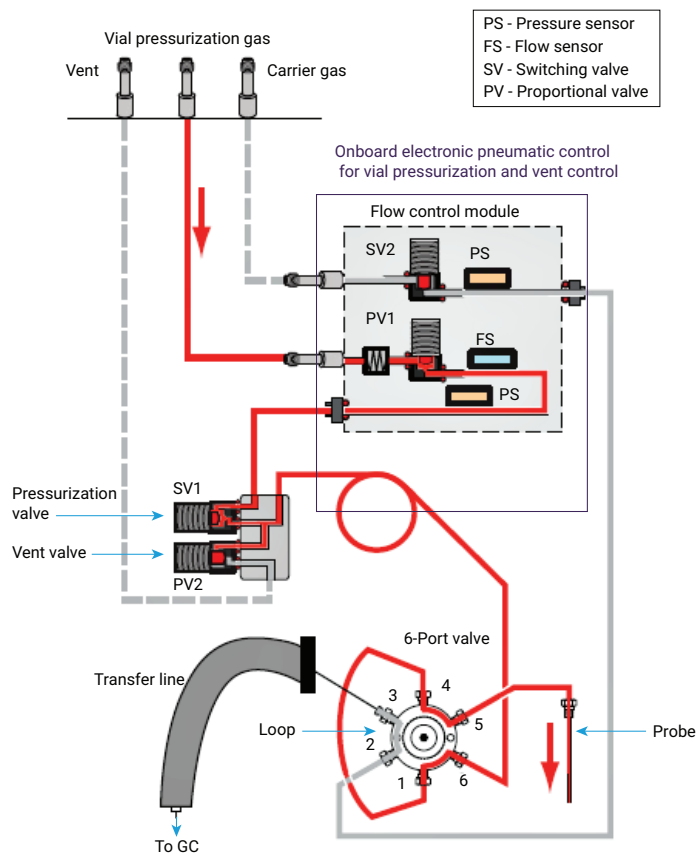 PS - Pressure sensor
FS - Flow sensor
SV - Switching valve
PV - Proportional valve
Vial pressurization gas
Vent
Carrier gas
Onboard electronic pneumatic control
for vial pressurization and vent control
Flow control module
SV2
PS
PV1
FS
PS
SV1
Pressurization
valve
Vent valve
PV2
6-Port valve
Transfer line
3
4
5
Loop
Probe
2
1
6
To GC